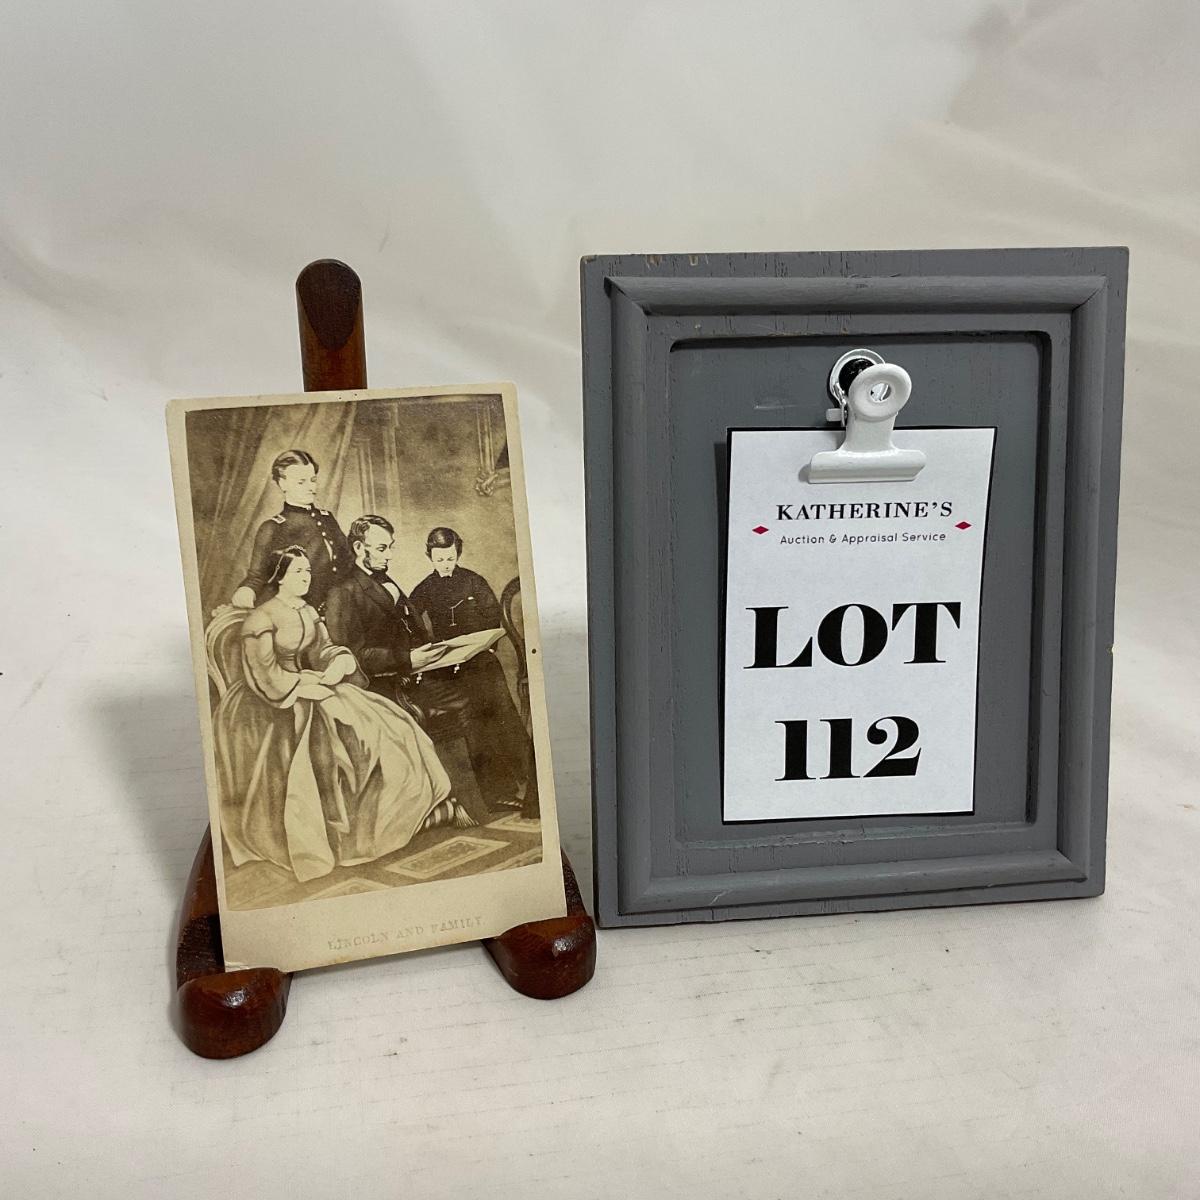 LINCOLN AND FAMILY.
KATHERINE'S
Auction & Appraisal Service
LOT
112